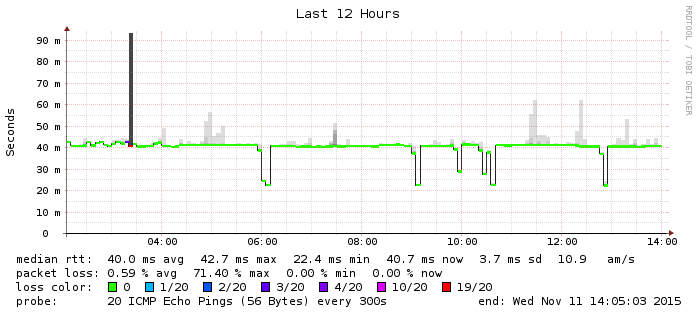 Last 12 Hours
RRDTOOL / TOBI OETIKER
Seconds
90 m
80 m
70 m
60 m
50 m
40 m
30 m
20 m
10 m
0
04:00 06:00 08:00 10:00 12:00 14:00
median rtt: 40.0 ms avg 42.7 ms max 22.4 ms min 40.7 ms now 3.7 ms sd 10.9 am/s
packet loss: 0.59 % avg 71.40 % max 0.00 % min 0.00 % now
loss color: 0 1/20 2/20 3/20 4/20 10/20 19/20
probe: 20 ICMP Echo Pings (56 Bytes) every 300s end: Wed Nov 11 14:05:03 2015